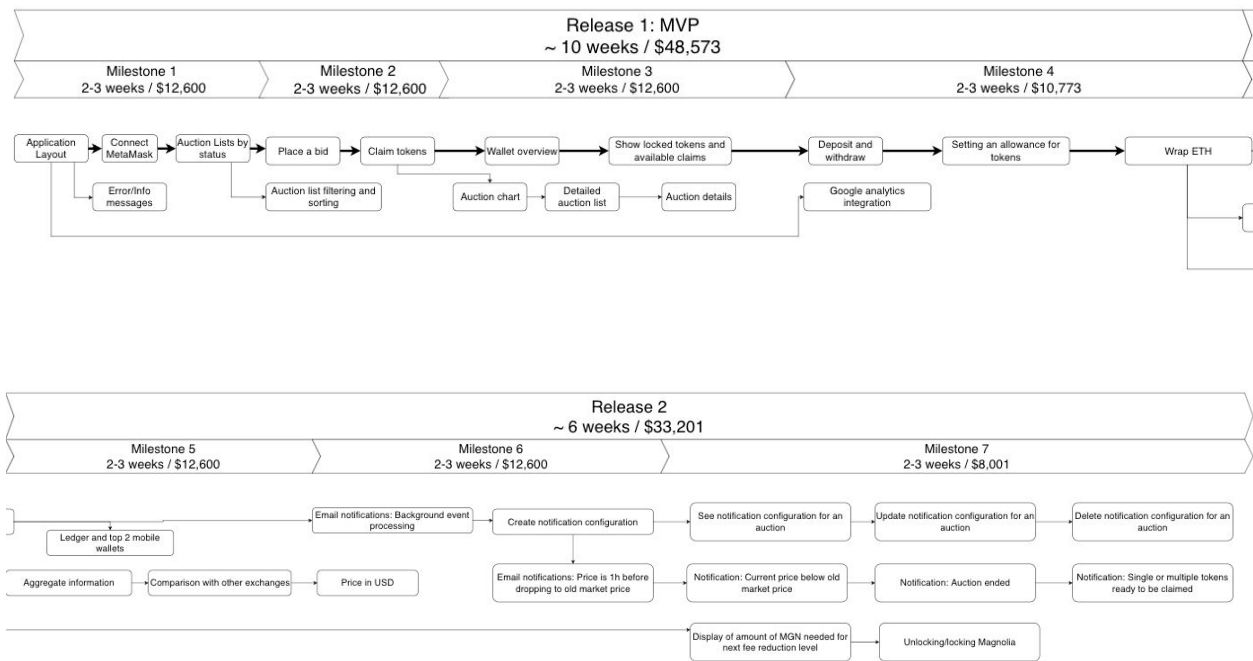 Release 1: MVP
~ 10 weeks / $48,573
Milestone 1
2-3 weeks / $12,600
Milestone 2
2-3 weeks / $12,600
Milestone 3
2-3 weeks / $12,600
Milestone 4
2-3 weeks / $10,773
Application
Layout
Connect
MetaMask
Auction Lists by
status
Place a bid
Claim tokens
Wallet overview
Show locked tokens and
available claims
Deposit and
withdraw
Setting an allowance for
tokens
Wrap ETH
Error/Info
messages
Auction list filtering and
sorting
Auction chart
Detailed
auction list
Auction details
Google analytics
integration
Release 2
~ 6 weeks / $33,201
Milestone 5
2-3 weeks / $12,600
Milestone 6
2-3 weeks / $12,600
Milestone 7
2-3 weeks / $8,001
Ledger and top 2 mobile
wallets
Email notifications: Background event
processing
Create notification configuration
See notification configuration for an
auction
Update notification configuration for an
auction
Delete notification configuration for an
auction
Aggregate information
Comparison with other exchanges
Price in USD
Email notifications: Price is 1h before
dropping to old market price
Notification: Current price below old
market price
Notification: Auction ended
Notification: Single or multiple tokens
ready to be claimed
Display of amount of MGN needed for
next fee reduction level
Unlocking/locking Magnolia